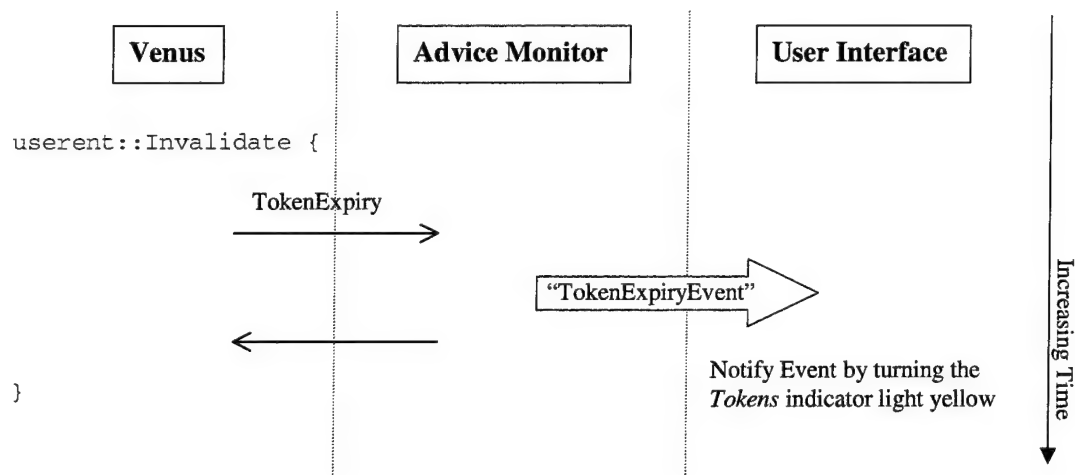 Venus
Advice Monitor
User Interface
userent::Invalidate {
TokenExpiry
“TokenExpiryEvent”
Notify Event by turning the
Tokens indicator light yellow
}
Increasing Time